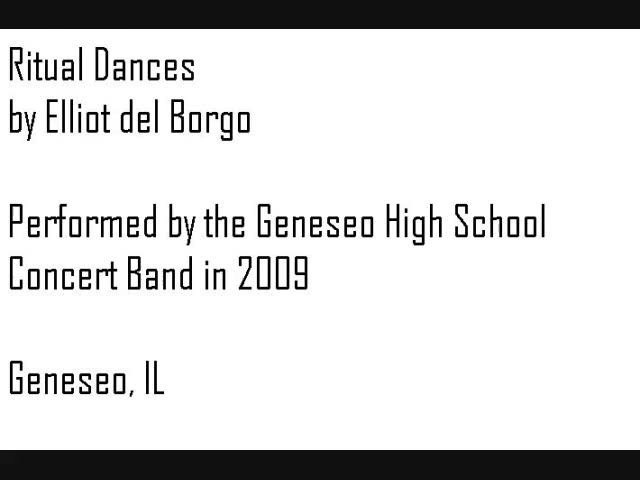 Ritual Dances
by Elliot del Borgo
Performed by the Geneseo High School
Concert Band in 2009
Geneseo, IL